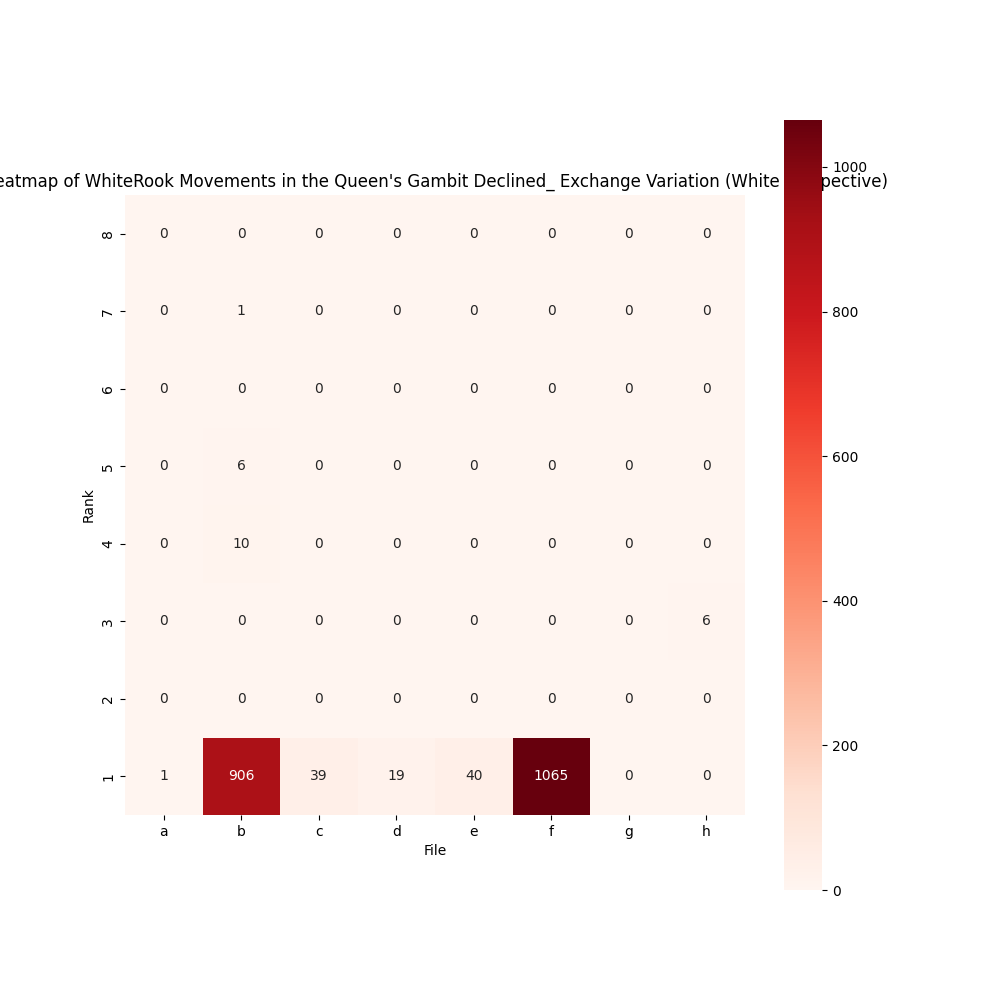 1000
eatmap of WhiteRook Movements in the Queen's Gambit Declined_ Exchange Variation (White pective)
8 0 0 0 0 0 0 0 0
800
7 0 1 0 0 0 0 0 0
6 0 0 0 0 0 0 0 0
600
5 0 6 0 0 0 0 0 0
Rank
4 0 10 0 0 0 0 0 0
400
3 0 0 0 0 0 0 0 6
2 0 0 0 0 0 0 0 0
200
1 1 906 39 19 40 1065 0 0
a b c d e f g h
File
0